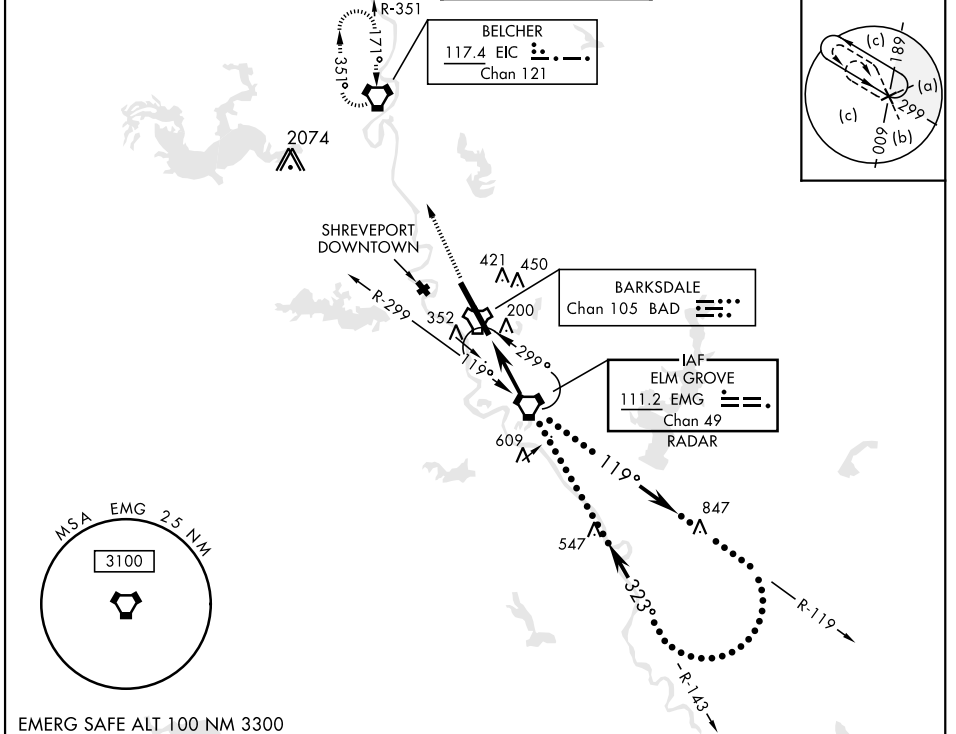 R-351
171°
351°
BELCHER
117.4 EIC
Chan 121
2074
(c)
189
(a)
299
(c)
(b)
009
SHREVEPORT
DOWNTOWN
421
450
R-299
352
200
BARKSDALE
Chan 105 BAD
119°
299°
IAF
ELM GROVE
111.2 EMG
Chan 49
RADAR
609
119°
847
547
323°
R-119
R-143
MSA EMG 25 NM
3100
EMERG SAFE ALT 100 NM 3300